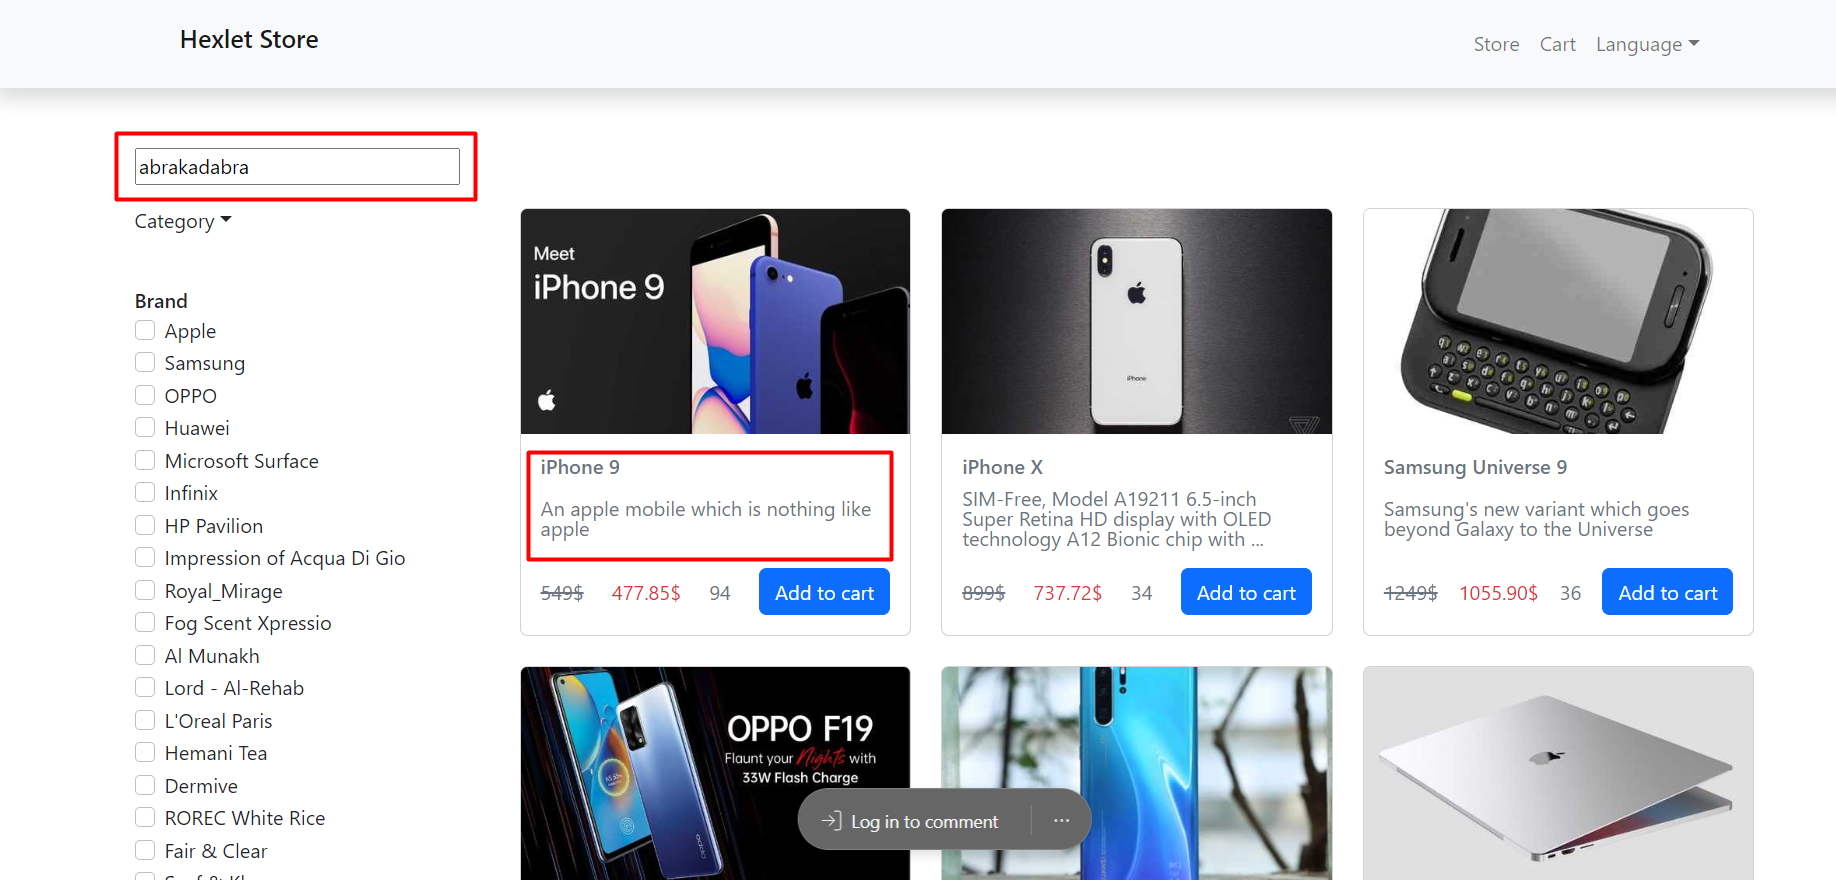 Hexlet Store
Store Cart Language
abrakadabra
Category
Brand
Apple
Samsung
OPPO
Huawei
Microsoft Surface
Infinix
HP Pavilion
Impression of Acqua Di Gio
Royal_Mirage
Fog Scent Xpressio
Al Munakh
Lord - Al-Rehab
L'Oreal Paris
Hemani Tea
Dermive
ROREC White Rice
Fair & Clear
Meet
iPhone 9
iPhone 9
An apple mobile which is nothing like
apple
549$ 477.85$ 94 Add to cart
iPhone
iPhone X
SIM-Free, Model A19211 6.5-inch
Super Retina HD display with OLED
technology A12 Bionic chip with ...
899$ 737.72$ 34 Add to cart
Samsung Universe 9
Samsung's new variant which goes
beyond Galaxy to the Universe
1249$ 1055.90$ 36 Add to cart
OPPO F19
Flaunt your Nights with
33W Flash Charge
oppo
Log in to comment